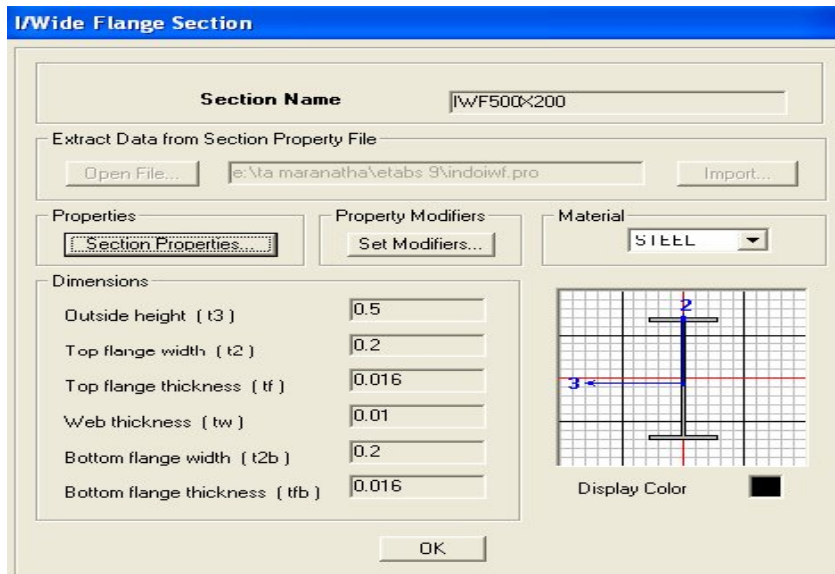 I/Wide Flange Section
Section Name IWF500X200
Extract Data from Section Property File
Open File... e:\ta maranatha\etabs 9\indoiwf.pro Import...
Properties Property Modifiers Material
Section Properties... Set Modifiers... STEEL
Dimensions
Outside height ( t3 ) 0.5
Top flange width ( t2 ) 0.2
Top flange thickness ( tf ) 0.016
Web thickness ( tw ) 0.01
Bottom flange width ( t2b ) 0.2
Bottom flange thickness ( tfb ) 0.016
2
3
Display Color
OK